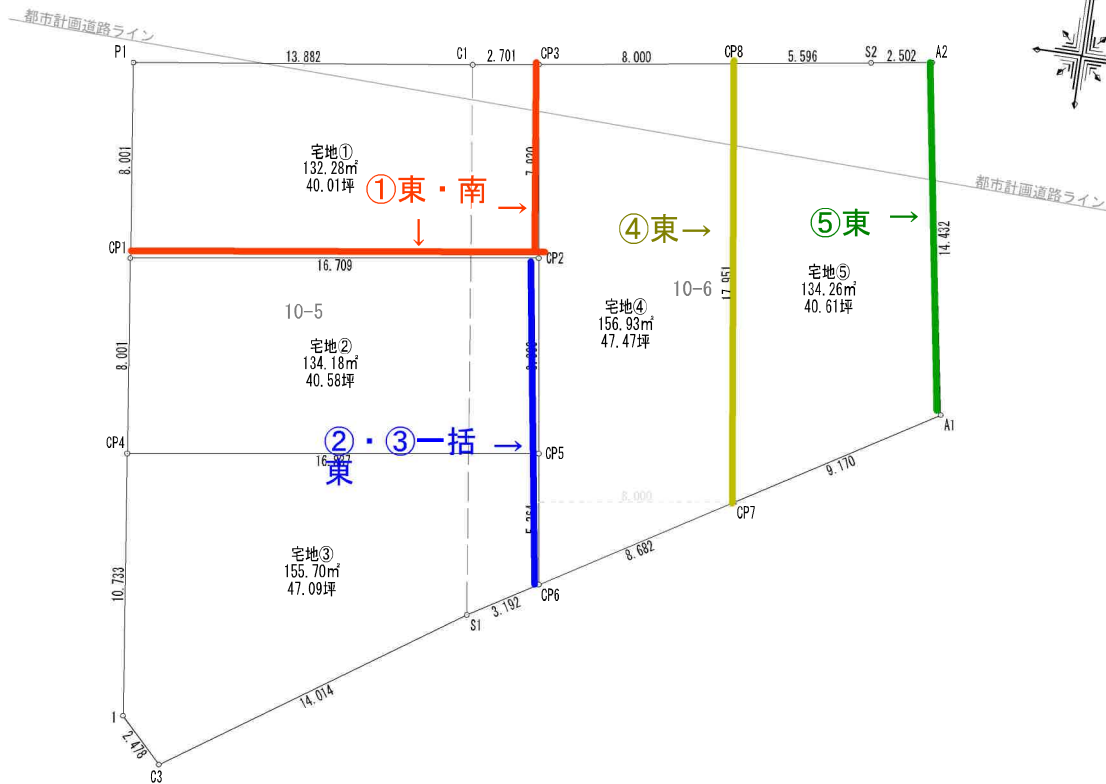 都市計画道路ライン
P1
13.882
C1
2.701
CP3
8.000
CP8
5.596
S2
2.502
A2
8.001
宅地①
132.28㎡
40.01坪
①東・南
→
↓
都市計画道路ライン
④東→
⑤東
→
14.432
CP1
16.709
CP2
17.951
10-5
10-6
宅地④
156.93㎡
47.47坪
宅地⑤
134.26㎡
40.61坪
8.001
宅地②
134.18㎡
40.58坪
A1
CP4
②・③一括
東
→
CP5
9.170
8.000
CP7
8.682
宅地③
155.70㎡
47.09坪
10.733
CP6
3.192
S1
14.014
2.478
C3